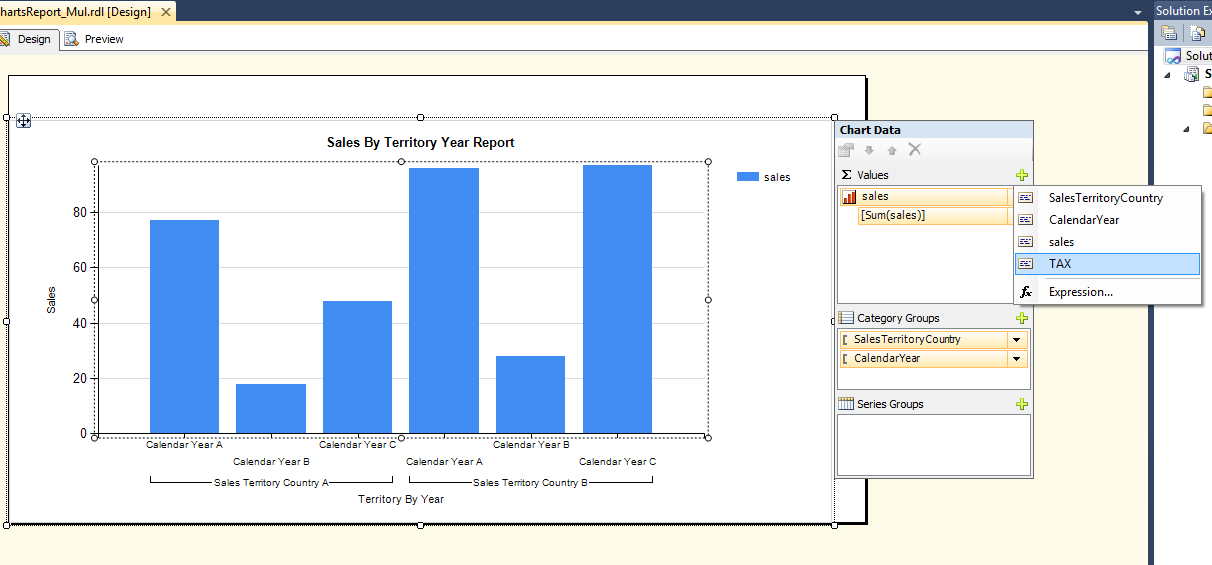 hartsReport_Mul.rdl [Design]
Solution Ex
Design Preview
Solut
S
Sales By Territory Year Report
sales
Sales
80
60
40
20
0
Calendar Year A
Calendar Year B
Calendar Year C
Calendar Year A
Calendar Year B
Calendar Year C
Sales Territory Country A
Sales Territory Country B
Territory By Year
Chart Data
Σ Values
sales
[Sum(sales)]
SalesTerritoryCountry
CalendarYear
sales
TAX
fx Expression...
Category Groups
SalesTerritoryCountry
CalendarYear
Series Groups